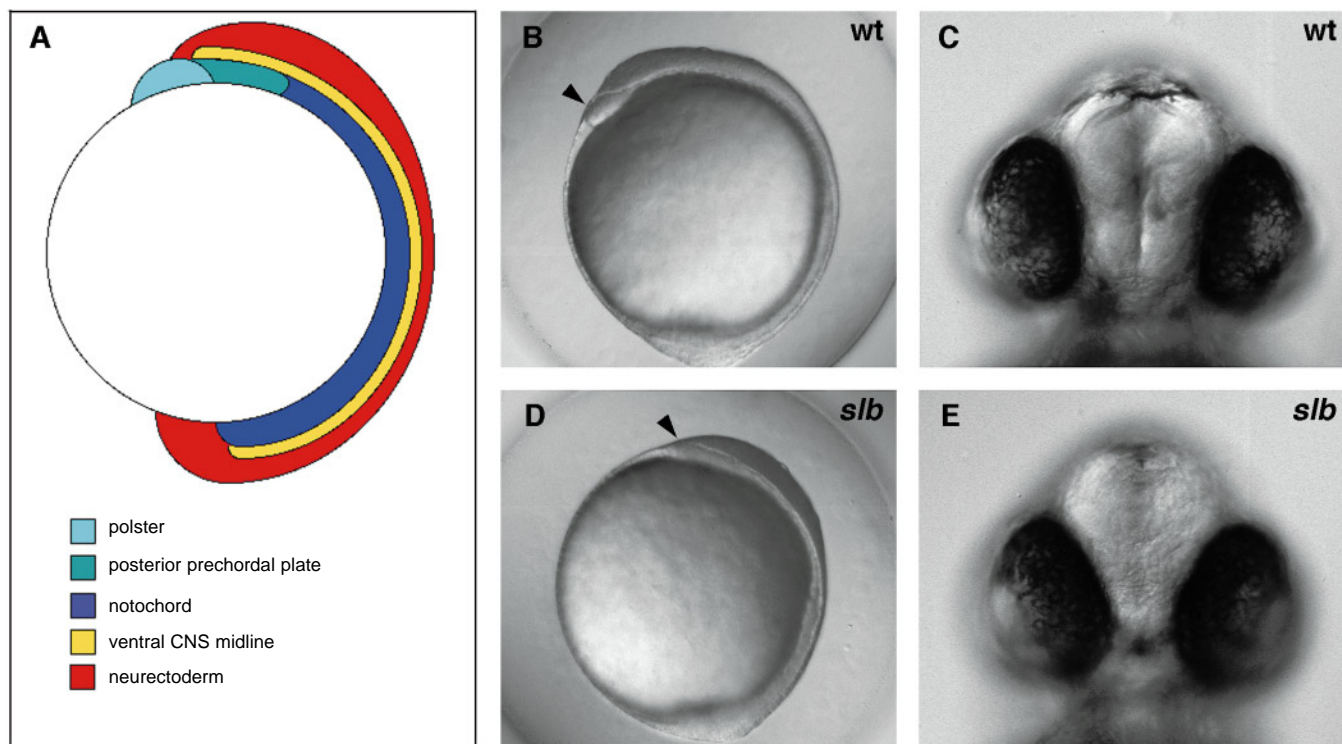 A
B
wt
C
wt
D
slb
E
slb
polster
posterior prechordal plate
notochord
ventral CNS midline
neurectoderm